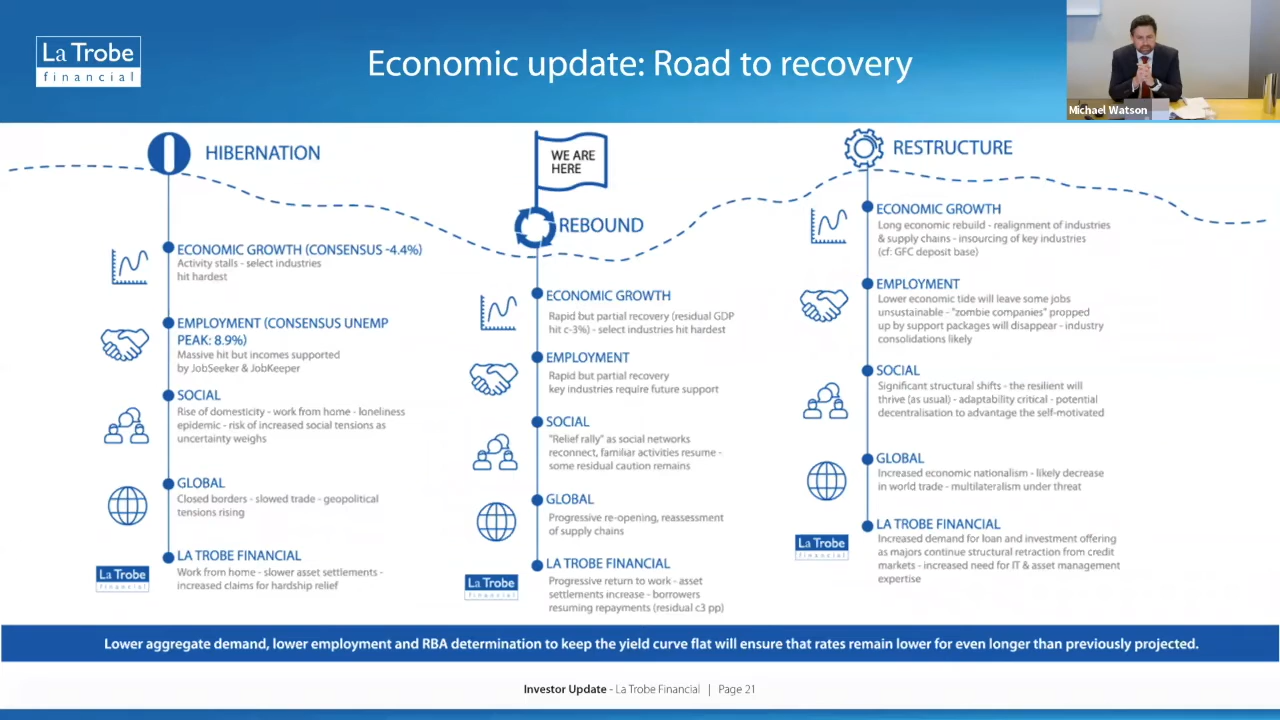 La Trobe
financial
Economic update: Road to recovery
Michael Watson
HIBERNATION
ECONOMIC GROWTH (CONSENSUS -4.4%)
Activity stalls - select industries
hit hardest
EMPLOYMENT (CONSENSUS UNEMP
PEAK: 8.9%)
Massive hit but incomes supported
by JobSeeker & JobKeeper
SOCIAL
Rise of domesticity - work from home - loneliness
epidemic - risk of increased social tensions as
uncertainty weighs
GLOBAL
Closed borders - slowed trade - geopolitical
tensions rising
La Trobe
financial
LA TROBE FINANCIAL
Work from home - slower asset settlements -
increased claims for hardship relief
WE ARE
HERE
REBOUND
ECONOMIC GROWTH
Rapid but partial recovery (residual GDP
hit c-3%) - select industries hit hardest
EMPLOYMENT
Rapid but partial recovery
key industries require future support
SOCIAL
"Relief rally" as social networks
reconnect, familiar activities resume -
some residual caution remains
GLOBAL
Progressive re-opening, reassessment
of supply chains
La Trobe
financial
LA TROBE FINANCIAL
Progressive return to work - asset
settlements increase - borrowers
resuming repayments (residual c3 pp)
RESTRUCTURE
ECONOMIC GROWTH
Long economic rebuild - realignment of industries
& supply chains - insourcing of key industries
(cf: GFC deposit base)
EMPLOYMENT
Lower economic tide will leave some jobs
unsustainable - "zombie companies" propped
up by support packages will disappear - industry
consolidations likely
SOCIAL
Significant structural shifts - the resilient will
thrive (as usual) - adaptability critical - potential
decentralisation to advantage the self-motivated
GLOBAL
Increased economic nationalism - likely decrease
in world trade - multilateralism under threat
La Trobe
financial
LA TROBE FINANCIAL
Increased demand for loan and investment offering
as majors continue structural retraction from credit
markets - increased need for IT & asset management
expertise
Lower aggregate demand, lower employment and RBA determination to keep the yield curve flat will ensure that rates remain lower for even longer than previously projected.
Investor Update - La Trobe Financial | Page 21